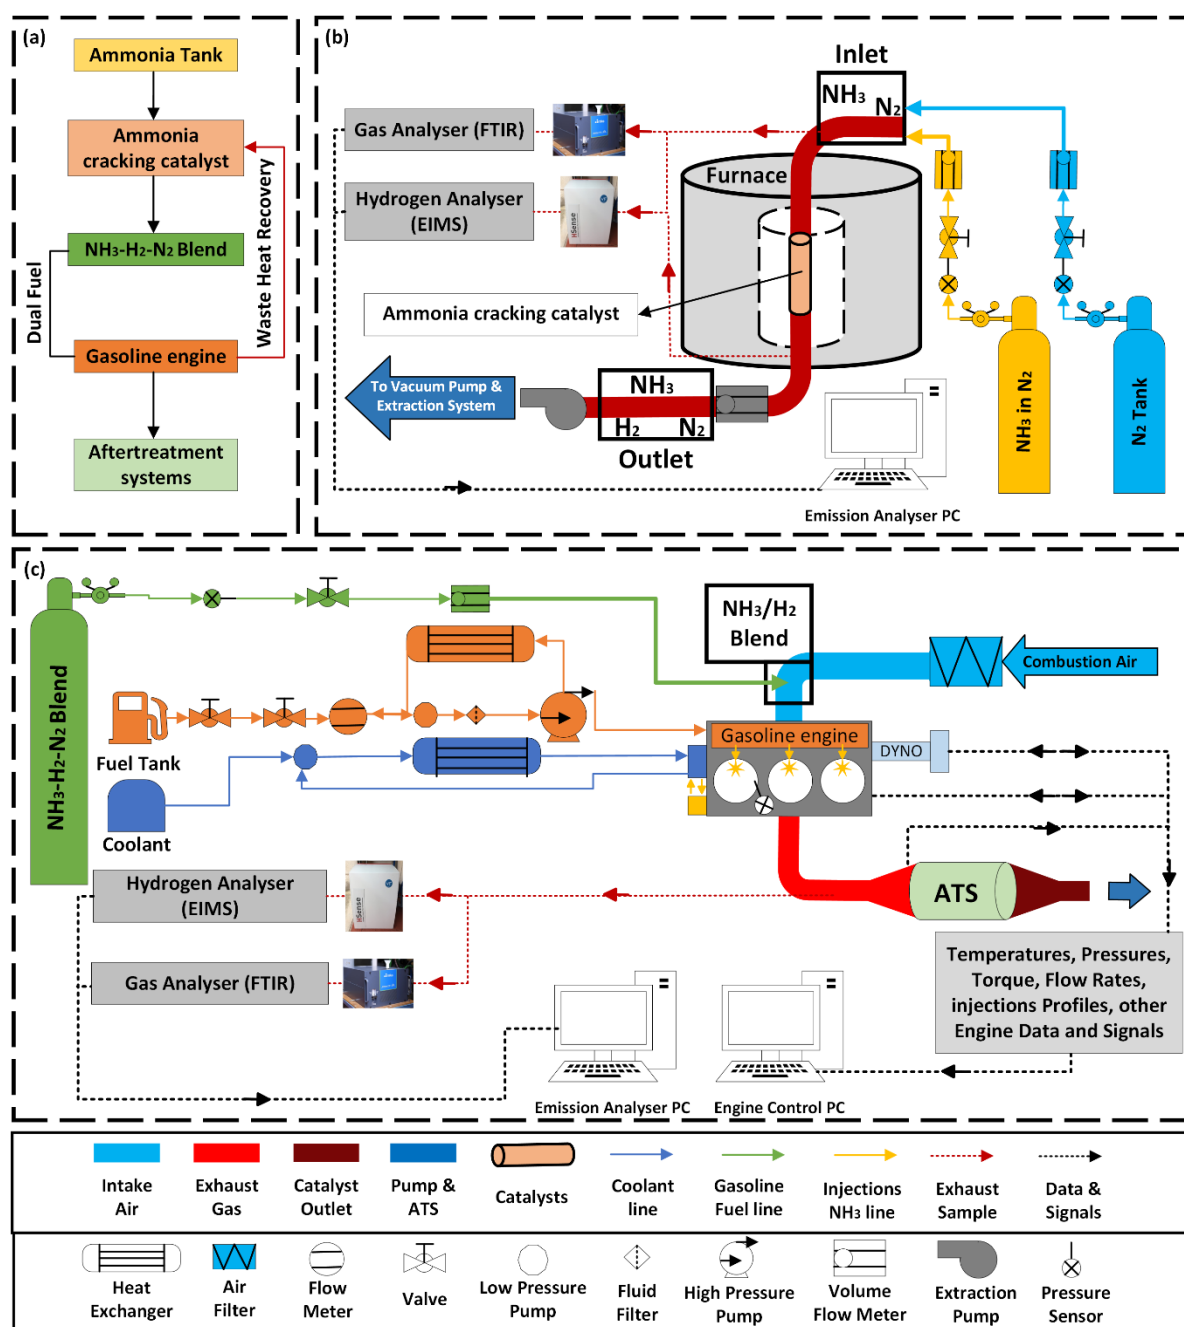 (a)
Ammonia Tank
Ammonia
cracking catalyst
NH₃-H₂-N₂ Blend
Dual Fuel
Waste Heat Recovery
Gasoline engine
Aftertreatment
systems
(b)
Inlet
NH₃
N₂
Gas Analyser (FTIR)
Furnace
Hydrogen Analyser
(EIMS)
HSense
Ammonia cracking catalyst
To Vacuum Pump &
Extraction System
NH₃
H₂
N₂
Outlet
NH₃ in N₂
N₂ Tank
Emission Analyser PC
(c)
NH₃-H₂-N₂ Blend
NH₃/H₂
Blend
Combustion Air
Fuel Tank
Gasoline engine
DYNO
Coolant
Hydrogen Analyser
(EIMS)
HSense
ATS
Gas Analyser (FTIR)
Temperatures, Pressures,
Torque, Flow Rates,
injections Profiles, other
Engine Data and Signals
Emission Analyser PC
Engine Control PC
Intake
Air
Exhaust
Gas
Catalyst
Outlet
Pump &
ATS
Catalysts
Coolant
line
Gasoline
Fuel line
Injections
NH₃ line
Exhaust
Sample
Data &
Signals
Heat
Exchanger
Air
Filter
Flow
Meter
Valve
Low Pressure
Pump
Fluid
Filter
High Pressure
Pump
Volume
Flow Meter
Extraction
Pump
Pressure
Sensor